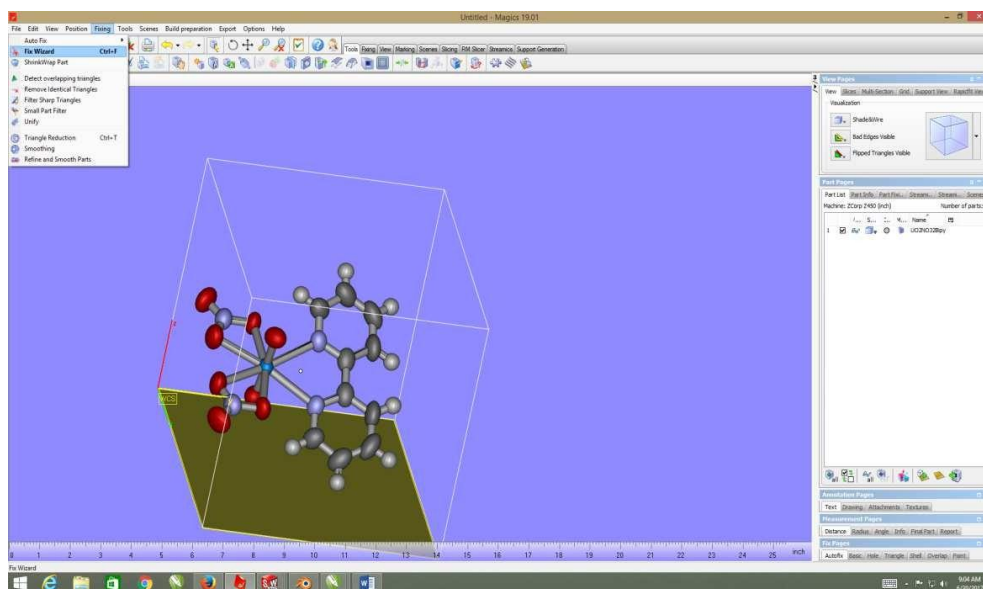 Untitled - Magics 19.01
File Edit View Position Fixing Tools Scenes Build preparation Export Options Help
Auto Fix
Fix Wizard Ctrl+F
ShrinkWrap Part
Detect overlapping triangles
Remove Identical Triangles
Filter Sharp Triangles
Small Part Filter
Unify
Triangle Reduction Ctrl+T
Smoothing
Refine and Smooth Parts
Tools Fixing View Marking Scenes Slicing RM Slicer Streamics Support Generation
View Pages
View Slices Multi-Section Grid Support View Rapidfit View
Visualization
Shade&Wire
Bad Edges Visible
Flipped Triangles Visible
Part Pages
Part List Part Info Part Fixi... Stream... Stream... Scene
Machine: ZCorp Z450 (inch) Number of parts:
Name
1
z
WCS
Annotation Pages
Text Drawing Attachments Textures
Measurement Pages
Distance Radius Angle Info Final Part Report
Fix Pages
Autofix Basic Hole Triangle Shell Overlap Point
0 1 2 3 4 5 6 7 8 9 10 11 12 13 14 15 16 17 18 19 20 21 22 23 24 25 inch
Fix Wizard
9:04 AM